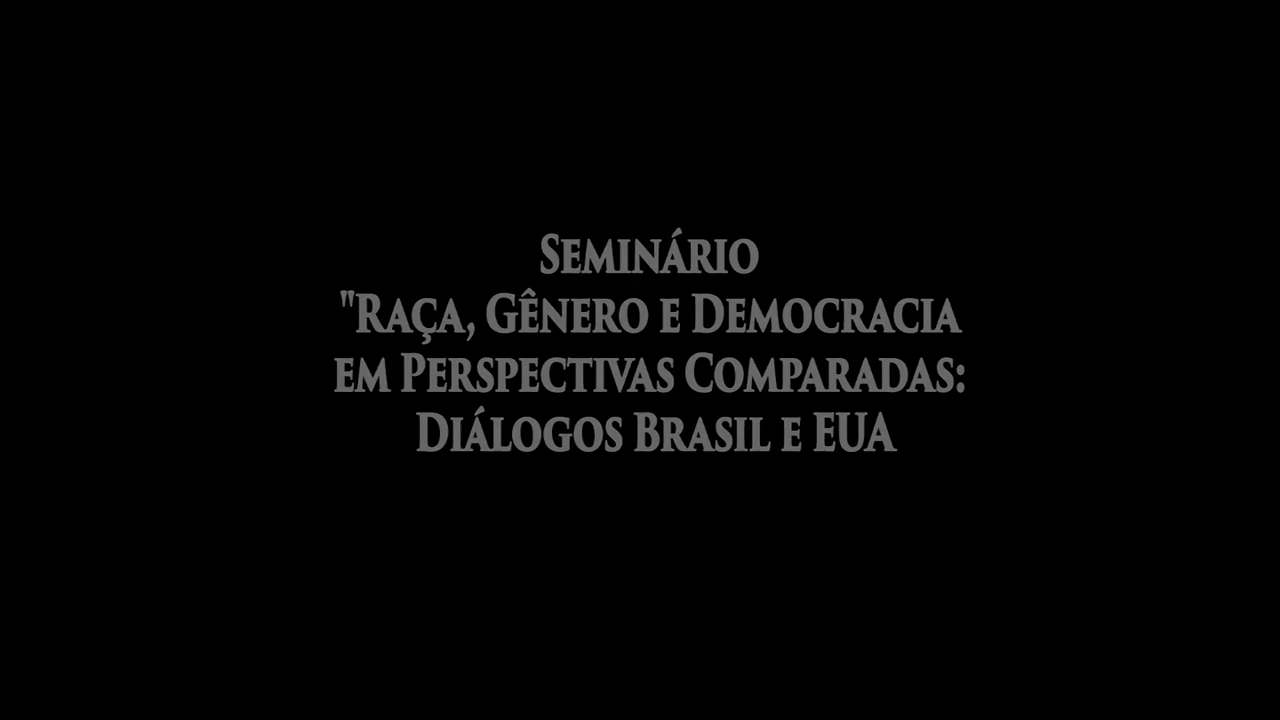 Seminário
"Raça, Gênero e Democracia
em Perspectivas Comparadas:
Diálogos Brasil e EUA